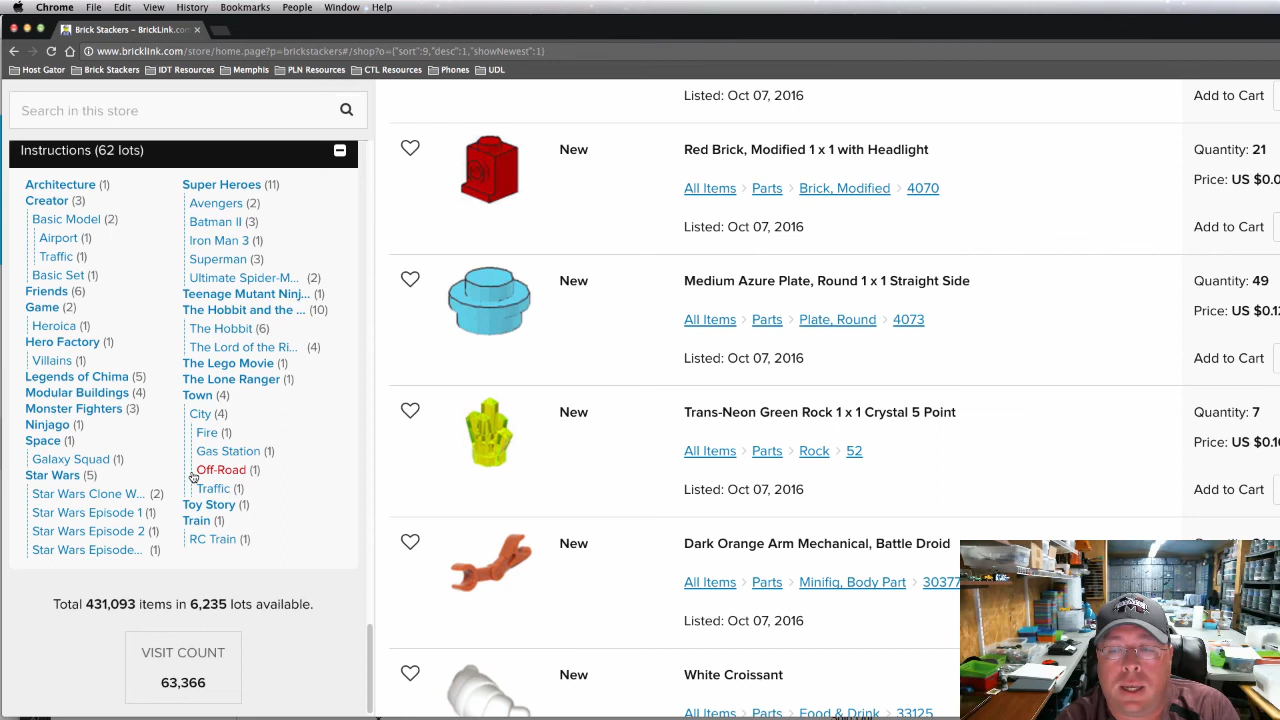 Chrome File Edit View History Bookmarks People Window Help
Brick Stackers – BrickLink.com
www.bricklink.com/store/home.page?p=brickstackers#/shop?o={"sort":9,"desc":1,"showNewest":1}
Host Gator Brick Stackers IDT Resources Memphis PLN Resources CTL Resources Phones UDL
Search in this store
Instructions (62 lots)
Architecture (1)
Creator (3)
Basic Model (2)
Airport (1)
Traffic (1)
Basic Set (1)
Friends (6)
Game (2)
Heroica (1)
Hero Factory (1)
Villains (1)
Legends of Chima (5)
Modular Buildings (4)
Monster Fighters (3)
Ninjago (1)
Space (1)
Galaxy Squad (1)
Star Wars (5)
Star Wars Clone W... (2)
Star Wars Episode 1 (1)
Star Wars Episode 2 (1)
Star Wars Episode... (1)
Super Heroes (11)
Avengers (2)
Batman II (3)
Iron Man 3 (1)
Superman (3)
Ultimate Spider-M... (2)
Teenage Mutant Ninj... (1)
The Hobbit and the ... (10)
The Hobbit (6)
The Lord of the Ri... (4)
The Lego Movie (1)
The Lone Ranger (1)
Town (4)
City (4)
Fire (1)
Gas Station (1)
Off-Road (1)
Traffic (1)
Toy Story (1)
Train (1)
RC Train (1)
Total 431,093 items in 6,235 lots available.
VISIT COUNT
63,366
Listed: Oct 07, 2016
Add to Cart
New
Red Brick, Modified 1 x 1 with Headlight
All Items > Parts > Brick, Modified > 4070
Listed: Oct 07, 2016
Quantity: 21
Price: US $0.0
Add to Cart
New
Medium Azure Plate, Round 1 x 1 Straight Side
All Items > Parts > Plate, Round > 4073
Listed: Oct 07, 2016
Quantity: 49
Price: US $0.1
Add to Cart
New
Trans-Neon Green Rock 1 x 1 Crystal 5 Point
All Items > Parts > Rock > 52
Listed: Oct 07, 2016
Quantity: 7
Price: US $0.1
Add to Cart
New
Dark Orange Arm Mechanical, Battle Droid
All Items > Parts > Minifig, Body Part > 30377
Listed: Oct 07, 2016
New
White Croissant
All Items > Parts > Food & Drink > 33125